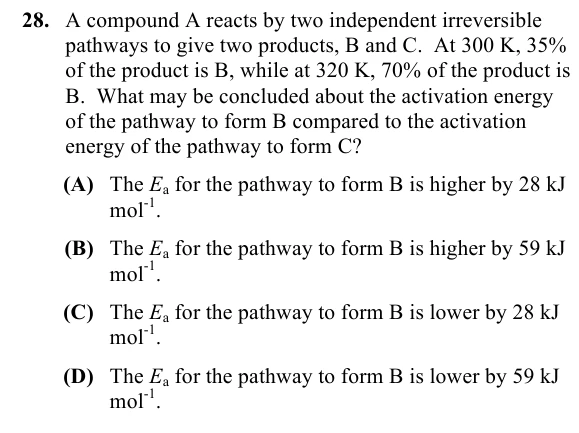 28. A compound A reacts by two independent irreversible
pathways to give two products, B and C. At 300 K, 35%
of the product is B, while at 320 K, 70% of the product is
B. What may be concluded about the activation energy
of the pathway to form B compared to the activation
energy of the pathway to form C?
(A) The Eₐ for the pathway to form B is higher by 28 kJ
mol⁻¹.
(B) The Eₐ for the pathway to form B is higher by 59 kJ
mol⁻¹.
(C) The Eₐ for the pathway to form B is lower by 28 kJ
mol⁻¹.
(D) The Eₐ for the pathway to form B is lower by 59 kJ
mol⁻¹.